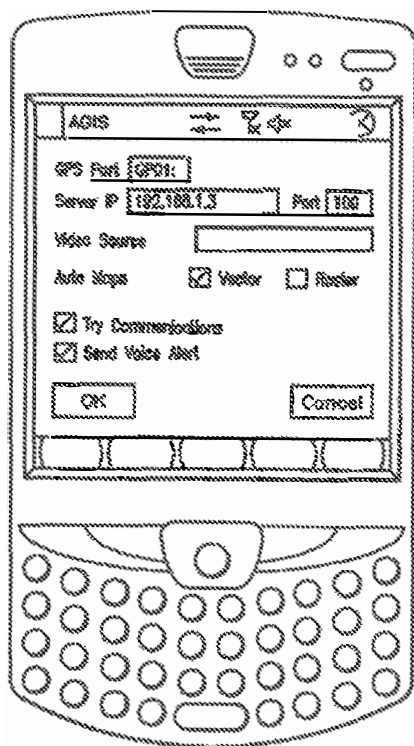 AGIS
GPS Port GPD1:
Server IP 192.168.1.3 Port 100
Video Source
Auto Maps Vector Raster
Try Communications
Send Voice Alert
OK Cancel